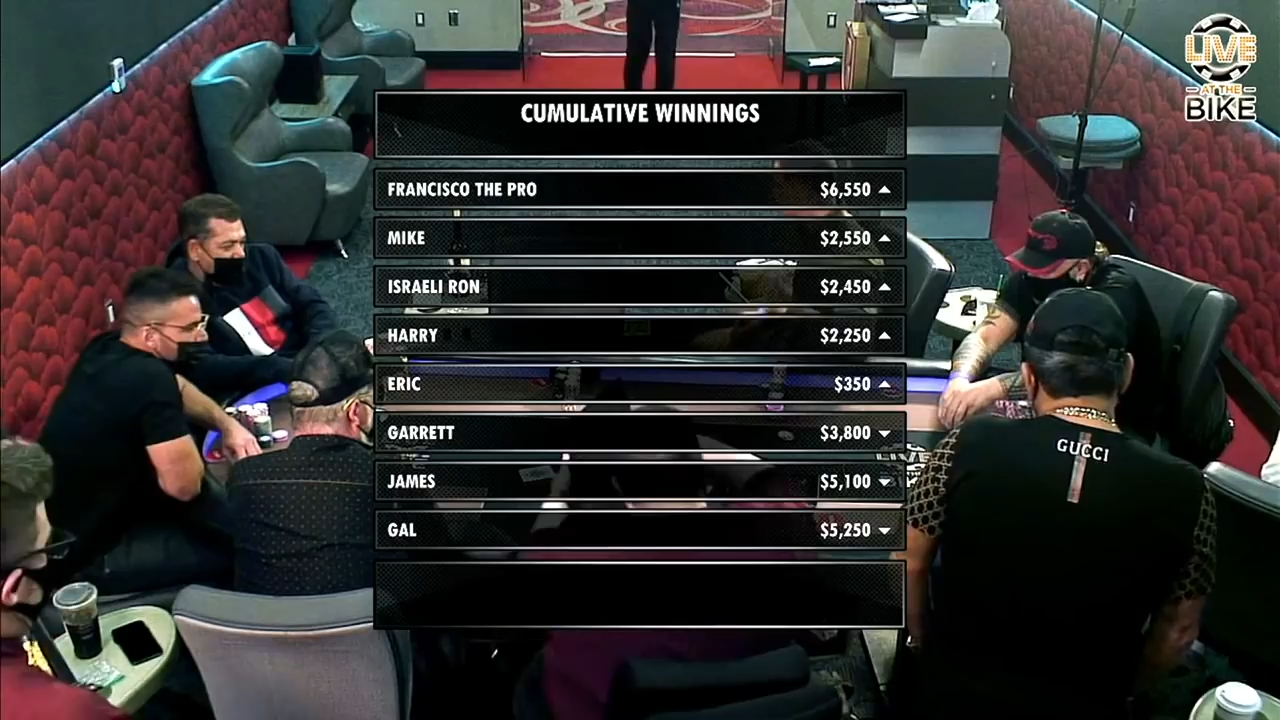 LIVE
AT THE
BIKE
CUMULATIVE WINNINGS
FRANCISCO THE PRO $6,550
MIKE $2,550
ISRAELI RON $2,450
HARRY $2,250
ERIC $350
GARRETT $3,800
JAMES $5,100
GAL $5,250
GUCCI
LIVE